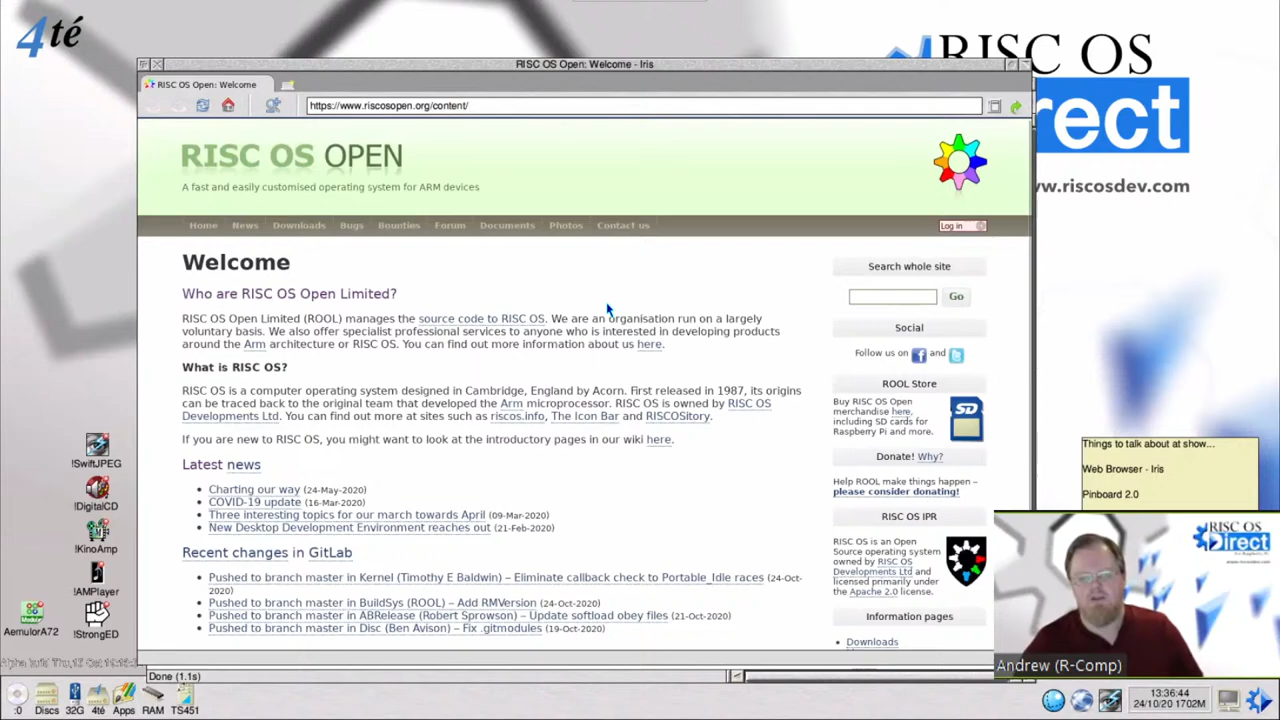 4té
RISC OS
rect
w.riscosdev.com
RISC OS Open: Welcome - Iris
RISC OS Open: Welcome
https://www.riscosopen.org/content/
RISC OS OPEN
A fast and easily customised operating system for ARM devices
Home News Downloads Bugs Bounties Forum Documents Photos Contact us
Log in
Welcome
Who are RISC OS Open Limited?
RISC OS Open Limited (ROOL) manages the source code to RISC OS. We are an organisation run on a largely
voluntary basis. We also offer specialist professional services to anyone who is interested in developing products
around the Arm architecture or RISC OS. You can find out more information about us here.
What is RISC OS?
RISC OS is a computer operating system designed in Cambridge, England by Acorn. First released in 1987, its origins
can be traced back to the original team that developed the Arm microprocessor. RISC OS is owned by RISC OS
Developments Ltd. You can find out more at sites such as riscos.info, The Icon Bar and RISCOSitory.
If you are new to RISC OS, you might want to look at the introductory pages in our wiki here.
Latest news
Charting our way (24-May-2020)
COVID-19 update (16-Mar-2020)
Three interesting topics for our march towards April (09-Mar-2020)
New Desktop Development Environment reaches out (21-Feb-2020)
Recent changes in GitLab
Pushed to branch master in Kernel (Timothy E Baldwin) – Eliminate callback check to Portable_Idle races (24-Oct-
2020)
Pushed to branch master in BuildSys (ROOL) – Add RMVersion (24-Oct-2020)
Pushed to branch master in ABRelease (Robert Sprowson) – Update softload obey files (21-Oct-2020)
Pushed to branch master in Disc (Ben Avison) – Fix .gitmodules (19-Oct-2020)
Search whole site
Go
Social
Follow us on and
ROOL Store
Buy RISC OS Open
merchandise here,
including SD cards for
Raspberry Pi and more.
SD
Donate! Why?
Help ROOL make things happen –
please consider donating!
RISC OS IPR
RISC OS is an Open
Source operating system
owned by RISC OS
Developments Ltd and
licensed primarily under
the Apache 2.0 license.
Information pages
Downloads
Done (1.1s)
Things to talk about at show...
Web Browser - Iris
Pinboard 2.0
RISC OS
Direct
Andrew (R-Comp)
!SwiftJPEG
!DigitalCD
!KinoAmp
!AMPlayer
AemulorA72
!StrongED
:0
Discs
32G
4té
Apps
RAM
TS451
13:36:44
24/10/20 1702M